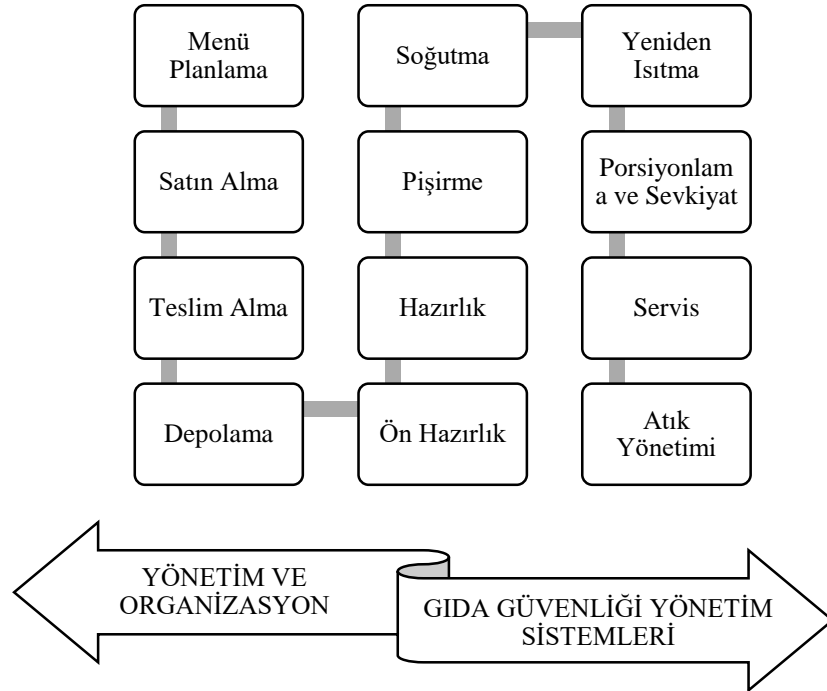 Menü
Planlama
Satın Alma
Teslim Alma
Depolama
Ön Hazırlık
Hazırlık
Pişirme
Soğutma
Yeniden
Isıtma
Porsiyonlam
a ve Sevkiyat
Servis
Atık
Yönetimi
YÖNETİM VE
ORGANİZASYON
GIDA GÜVENLİĞİ YÖNETİM
SİSTEMLERİ